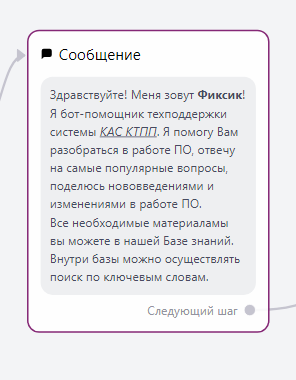 Сообщение
Здравствуйте! Меня зовут Фиксик!
Я бот-помощник техподдержки
системы КАС КТПП. Я помогу Вам
разобраться в работе ПО, отвечу
на самые популярные вопросы,
поделюсь нововведениями и
изменениями в работе ПО.
Все необходимые материаламы
вы можете в нашей Базе знаний.
Внутри базы можно осуществлять
поиск по ключевым словам.
Следующий шаг